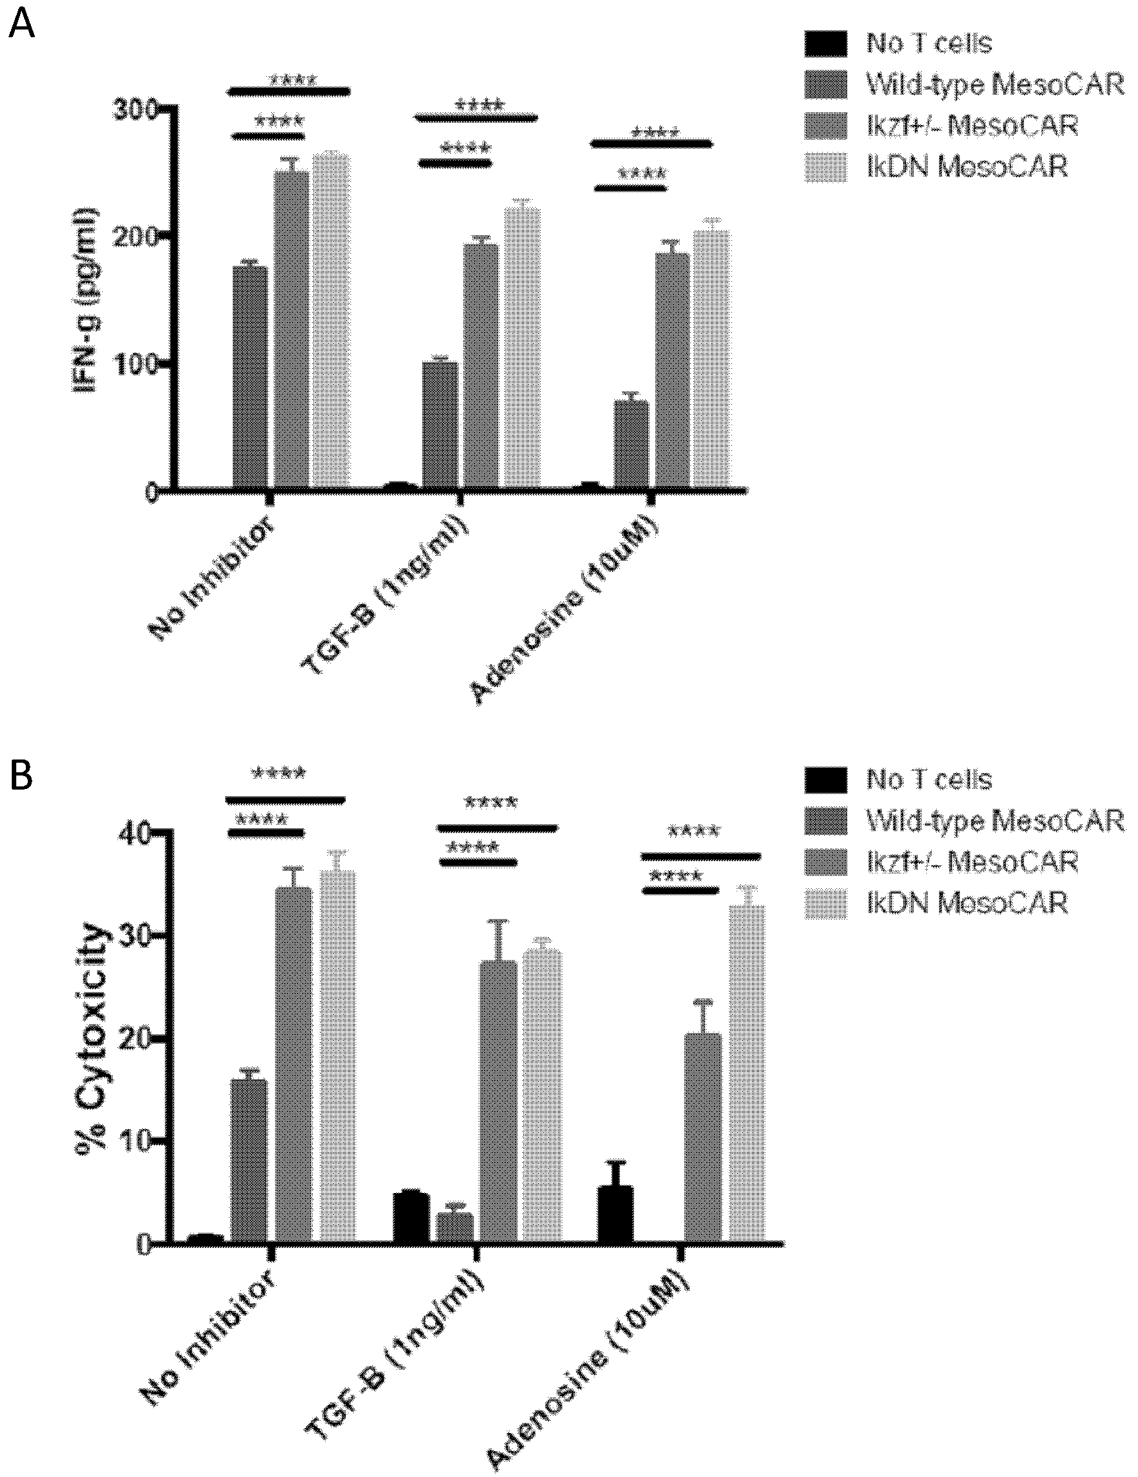 A
No T cells
Wild-type MesoCAR
Ikzf+/- MesoCAR
IkDN MesoCAR
**** **** ****
**** **** ****
300
200
100
0
IFN-g (pg/ml)
No Inhibitor
TGF-B (1ng/ml)
Adenosine (10uM)
B
No T cells
Wild-type MesoCAR
Ikzf+/- MesoCAR
IkDN MesoCAR
**** **** ****
**** **** ****
40
30
20
10
0
% Cytoxicity
No Inhibitor
TGF-B (1ng/ml)
Adenosine (10uM)